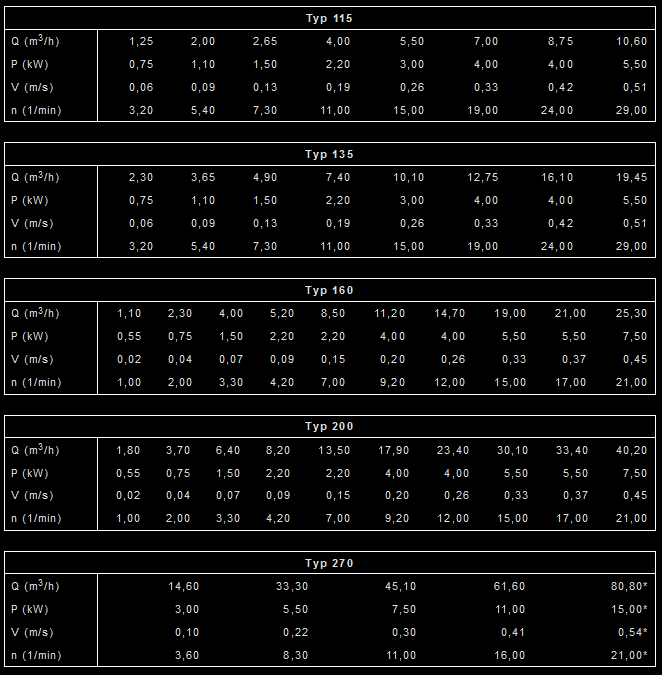 Typ 115
Q (m³/h) 1,25 2,00 2,65 4,00 5,50 7,00 8,75 10,60
P (kW) 0,75 1,10 1,50 2,20 3,00 4,00 4,00 5,50
V (m/s) 0,06 0,09 0,13 0,19 0,26 0,33 0,42 0,51
n (1/min) 3,20 5,40 7,30 11,00 15,00 19,00 24,00 29,00
Typ 135
Q (m³/h) 2,30 3,65 4,90 7,40 10,10 12,75 16,10 19,45
P (kW) 0,75 1,10 1,50 2,20 3,00 4,00 4,00 5,50
V (m/s) 0,06 0,09 0,13 0,19 0,26 0,33 0,42 0,51
n (1/min) 3,20 5,40 7,30 11,00 15,00 19,00 24,00 29,00
Typ 160
Q (m³/h) 1,10 2,30 4,00 5,20 8,50 11,20 14,70 19,00 21,00 25,30
P (kW) 0,55 0,75 1,50 2,20 2,20 4,00 4,00 5,50 5,50 7,50
V (m/s) 0,02 0,04 0,07 0,09 0,15 0,20 0,26 0,33 0,37 0,45
n (1/min) 1,00 2,00 3,30 4,20 7,00 9,20 12,00 15,00 17,00 21,00
Typ 200
Q (m³/h) 1,80 3,70 6,40 8,20 13,50 17,90 23,40 30,10 33,40 40,20
P (kW) 0,55 0,75 1,50 2,20 2,20 4,00 4,00 5,50 5,50 7,50
V (m/s) 0,02 0,04 0,07 0,09 0,15 0,20 0,26 0,33 0,37 0,45
n (1/min) 1,00 2,00 3,30 4,20 7,00 9,20 12,00 15,00 17,00 21,00
Typ 270
Q (m³/h) 14,60 33,30 45,10 61,60 80,80*
P (kW) 3,00 5,50 7,50 11,00 15,00*
V (m/s) 0,10 0,22 0,30 0,41 0,54*
n (1/min) 3,60 8,30 11,00 16,00 21,00*